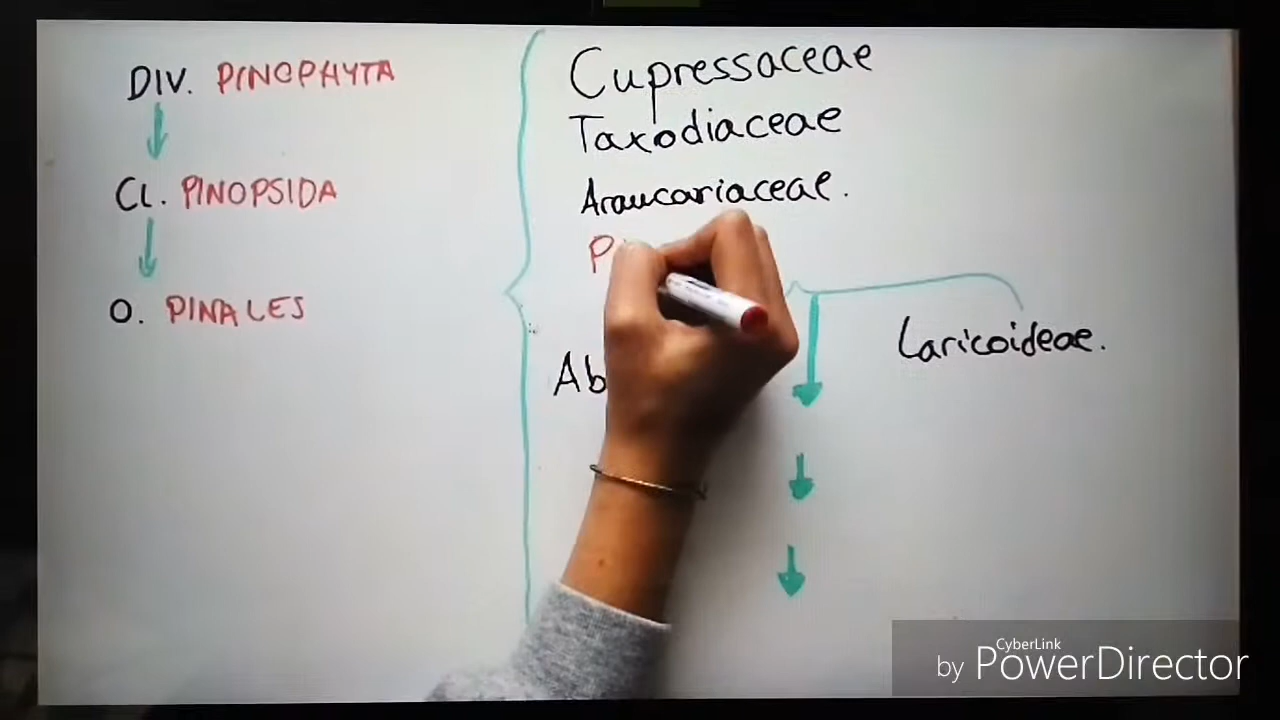 DIV. PINOPHYTA
Cl. PINOPSIDA
O. PINALES
Cupressaceae
Taxodiaceae
Araucariaceae.
Laricoideae.
CyberLink
by PowerDirector